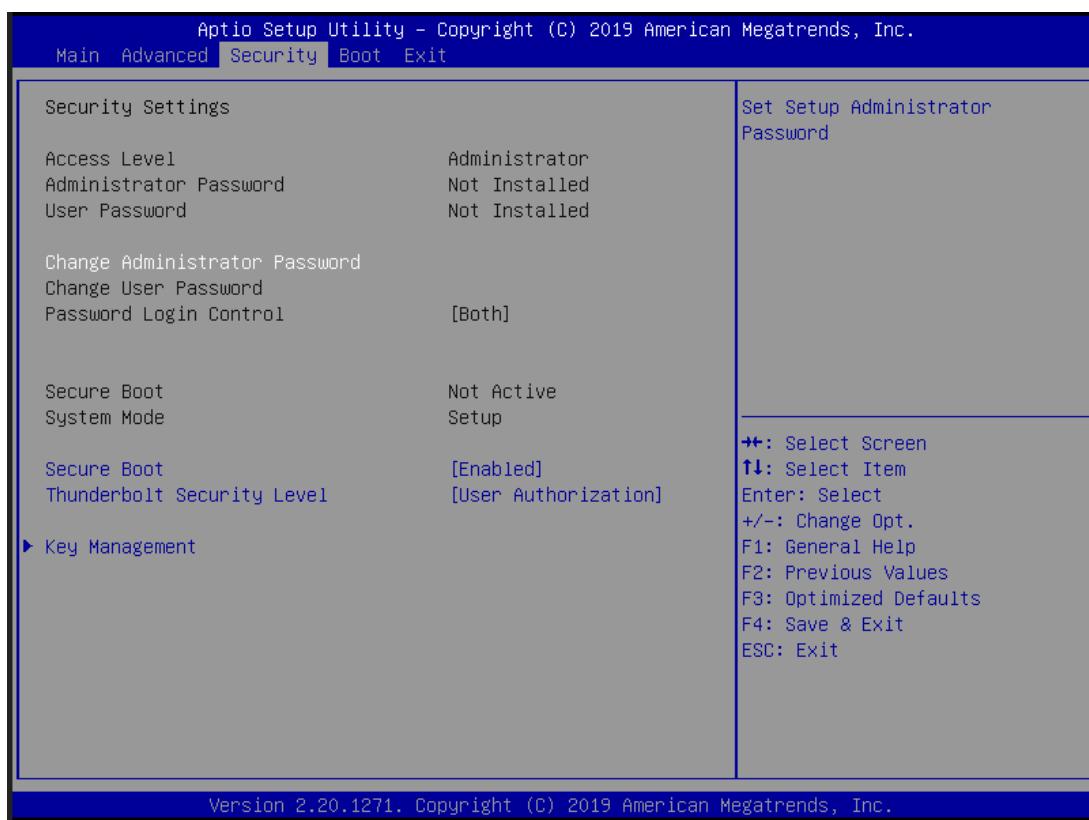 Aptio Setup Utility – Copyright (C) 2019 American Megatrends, Inc.
Main Advanced Security Boot Exit
Security Settings
Access Level Administrator
Administrator Password Not Installed
User Password Not Installed
Change Administrator Password
Change User Password
Password Login Control [Both]
Secure Boot Not Active
System Mode Setup
Secure Boot [Enabled]
Thunderbolt Security Level [User Authorization]
Key Management
Set Setup Administrator
Password
→←: Select Screen
↑↓: Select Item
Enter: Select
+/-: Change Opt.
F1: General Help
F2: Previous Values
F3: Optimized Defaults
F4: Save & Exit
ESC: Exit
Version 2.20.1271. Copyright (C) 2019 American Megatrends, Inc.